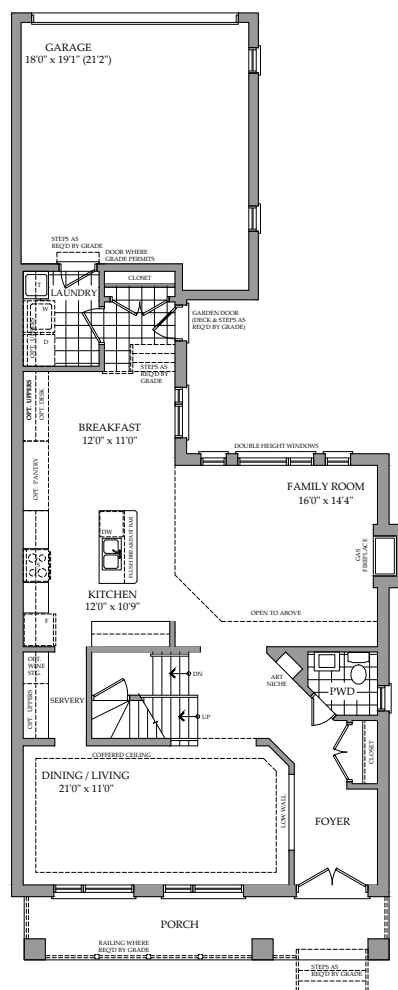 GARAGE
18'0" x 19'1" (21'2")
STEPS AS
REQ'D BY GRADE
DOOR WHERE
GRADE PERMITS
CLOSET
T
LAUNDRY
W
D
GARDEN DOOR
(DECK & STEPS AS
REQ'D BY GRADE)
STEPS AS
REQ'D BY
GRADE
OPT. UPPERS
OPT. DESK
BREAKFAST
12'0" x 11'0"
DOUBLE HEIGHT WINDOWS
OPT. PANTRY
FAMILY ROOM
16'0" x 14'4"
DW
FLUSH BREAKFAST BAR
GAS
FIREPLACE
KITCHEN
12'0" x 10'9"
F
OPEN TO ABOVE
OPT.
WINE
STG.
OPT. UPPERS
SERVERY
DN
UP
ART
NICHE
PWD
CLOSET
COFFERED CEILING
DINING / LIVING
21'0" x 11'0"
LOW WALL
FOYER
PORCH
RAILING WHERE
REQ'D BY GRADE
STEPS AS
REQ'D BY GRADE